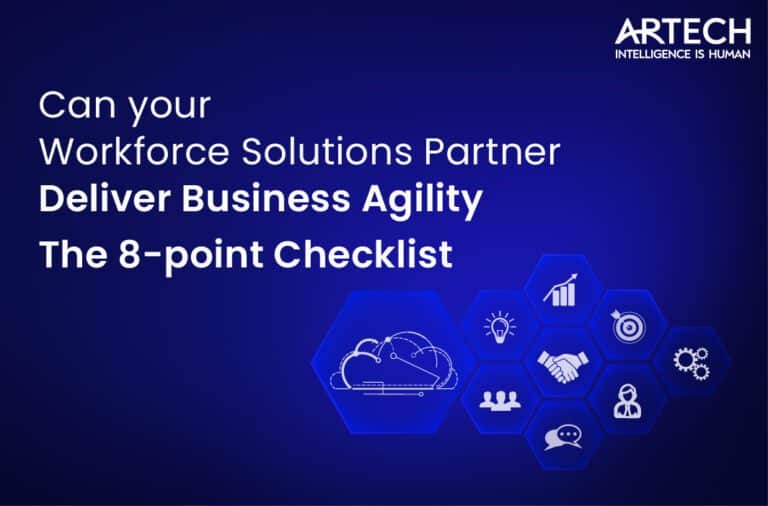 ARTECH
INTELLIGENCE IS HUMAN
Can your
Workforce Solutions Partner
Deliver Business Agility
The 8-point Checklist